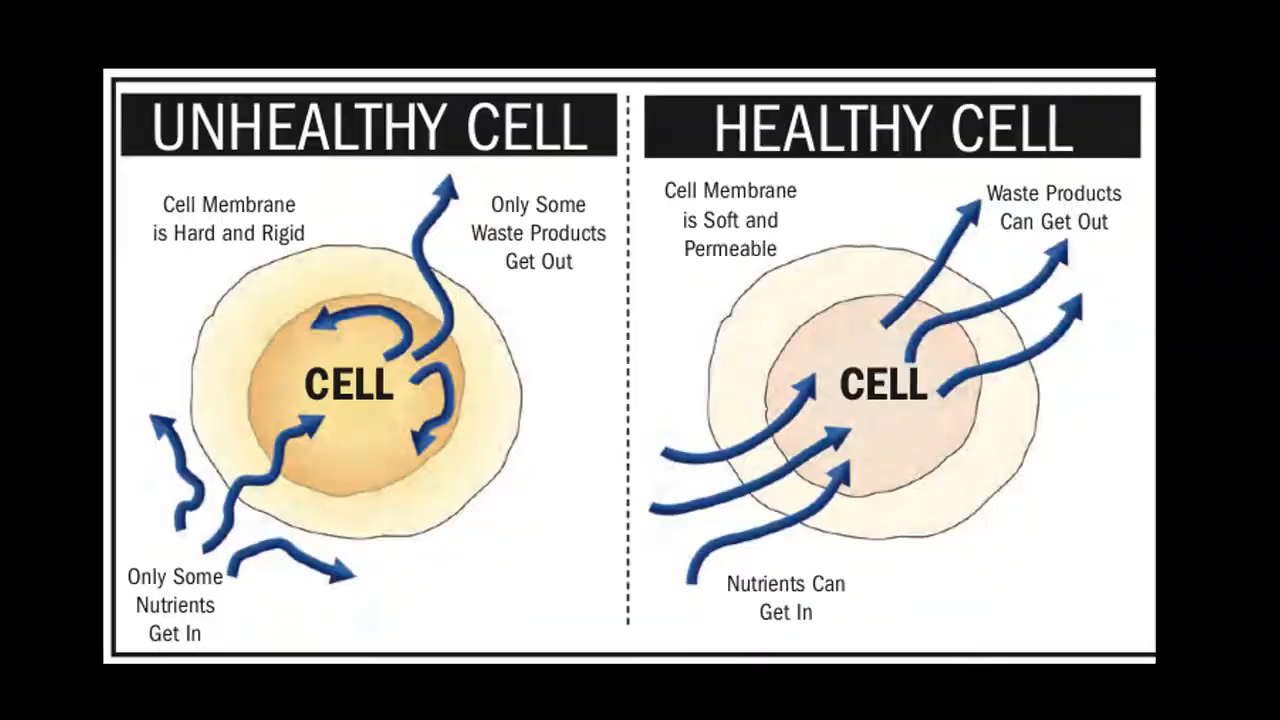 UNHEALTHY CELL
Cell Membrane
is Hard and Rigid
Only Some
Waste Products
Get Out
CELL
Only Some
Nutrients
Get In
HEALTHY CELL
Cell Membrane
is Soft and
Permeable
Waste Products
Can Get Out
CELL
Nutrients Can
Get In